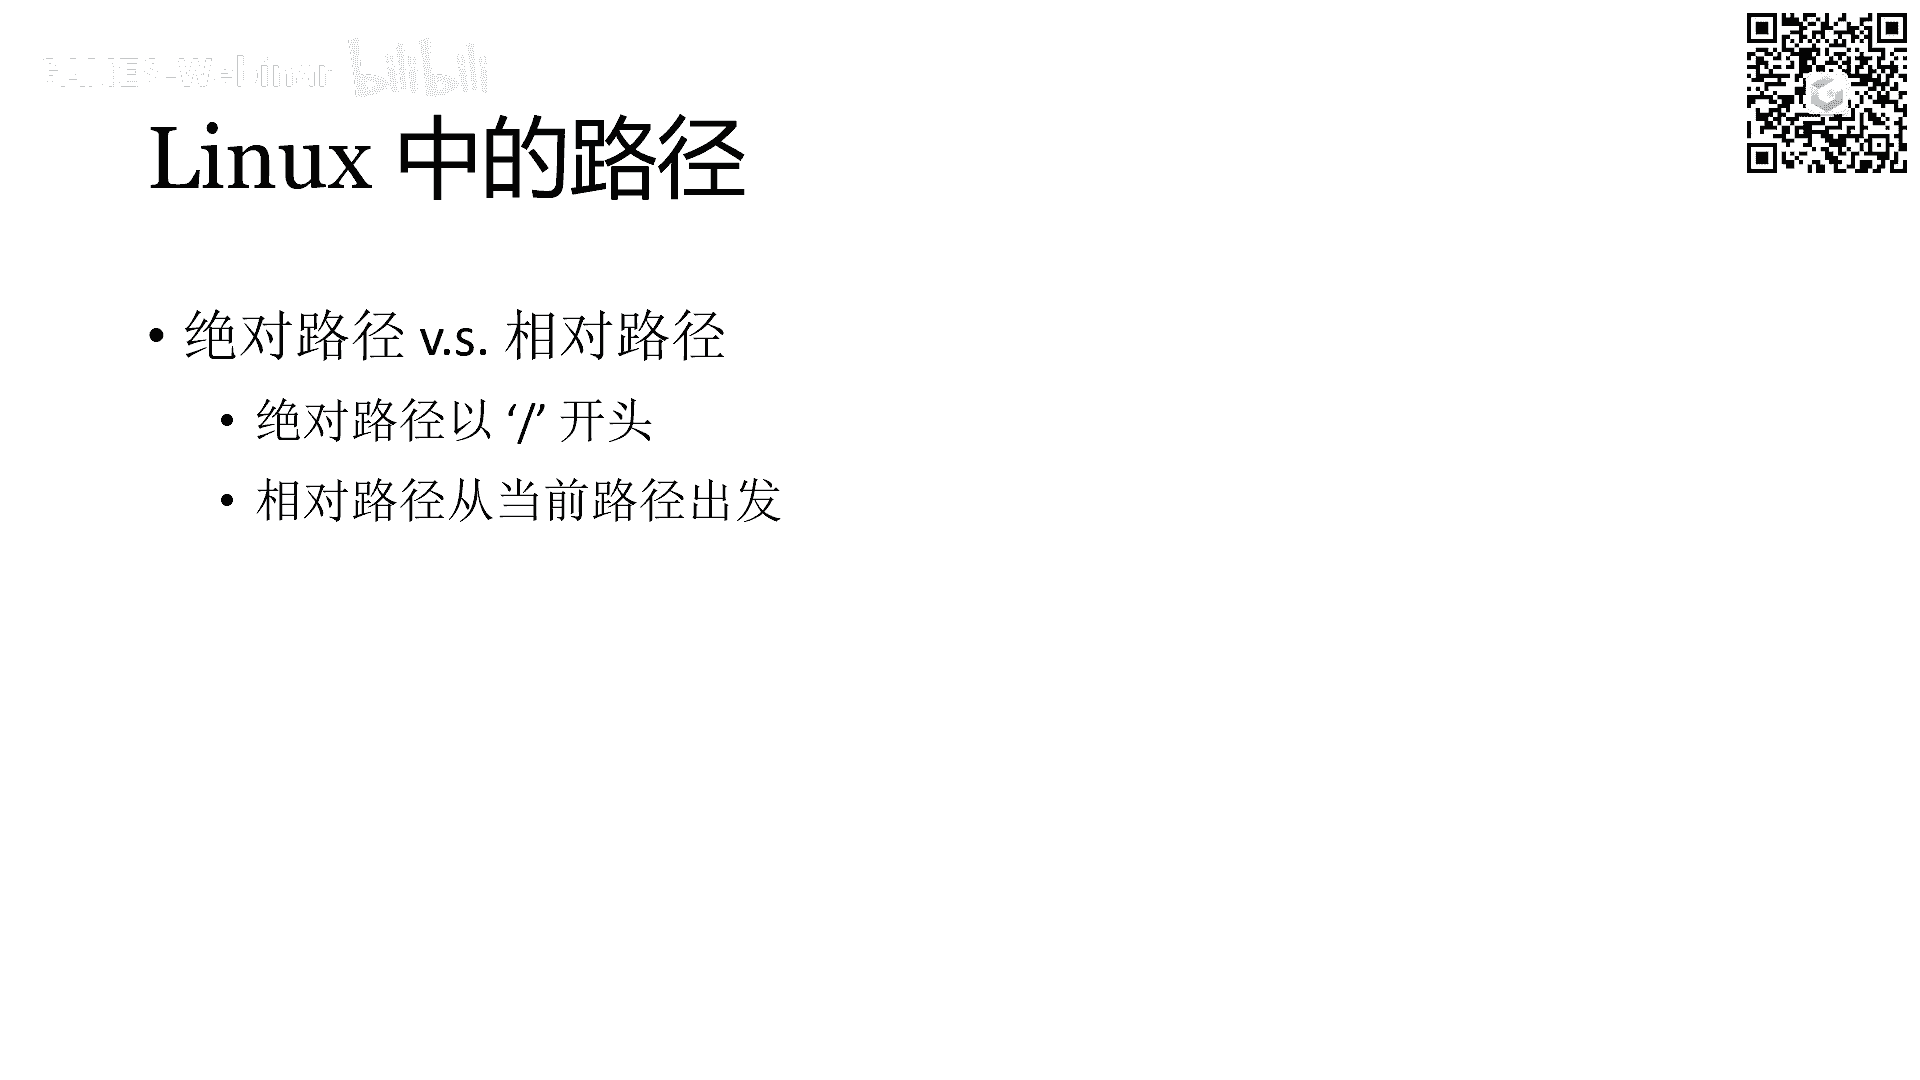 GAMES-Webinar bilibili
Linux 中的路径
• 绝对路径 v.s. 相对路径
• 绝对路径以 ‘/’ 开头
• 相对路径从当前路径出发